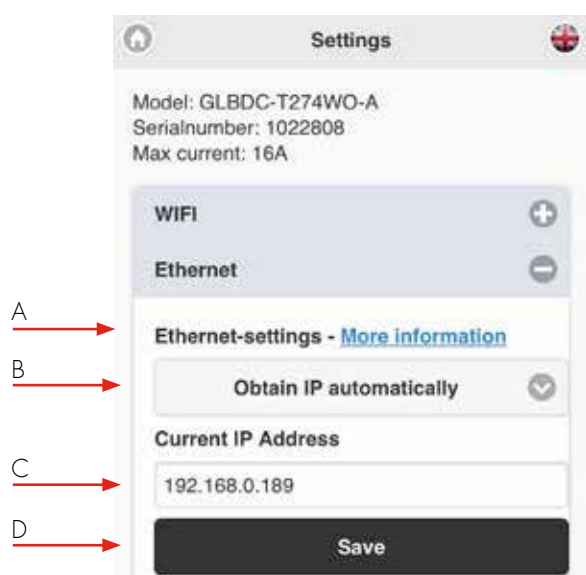 Settings
Model: GLBDC-T274WO-A
Serialnumber: 1022808
Max current: 16A
WIFI
Ethernet
A
Ethernet-settings - More information
B
Obtain IP automatically
Current IP Address
C
192.168.0.189
D
Save